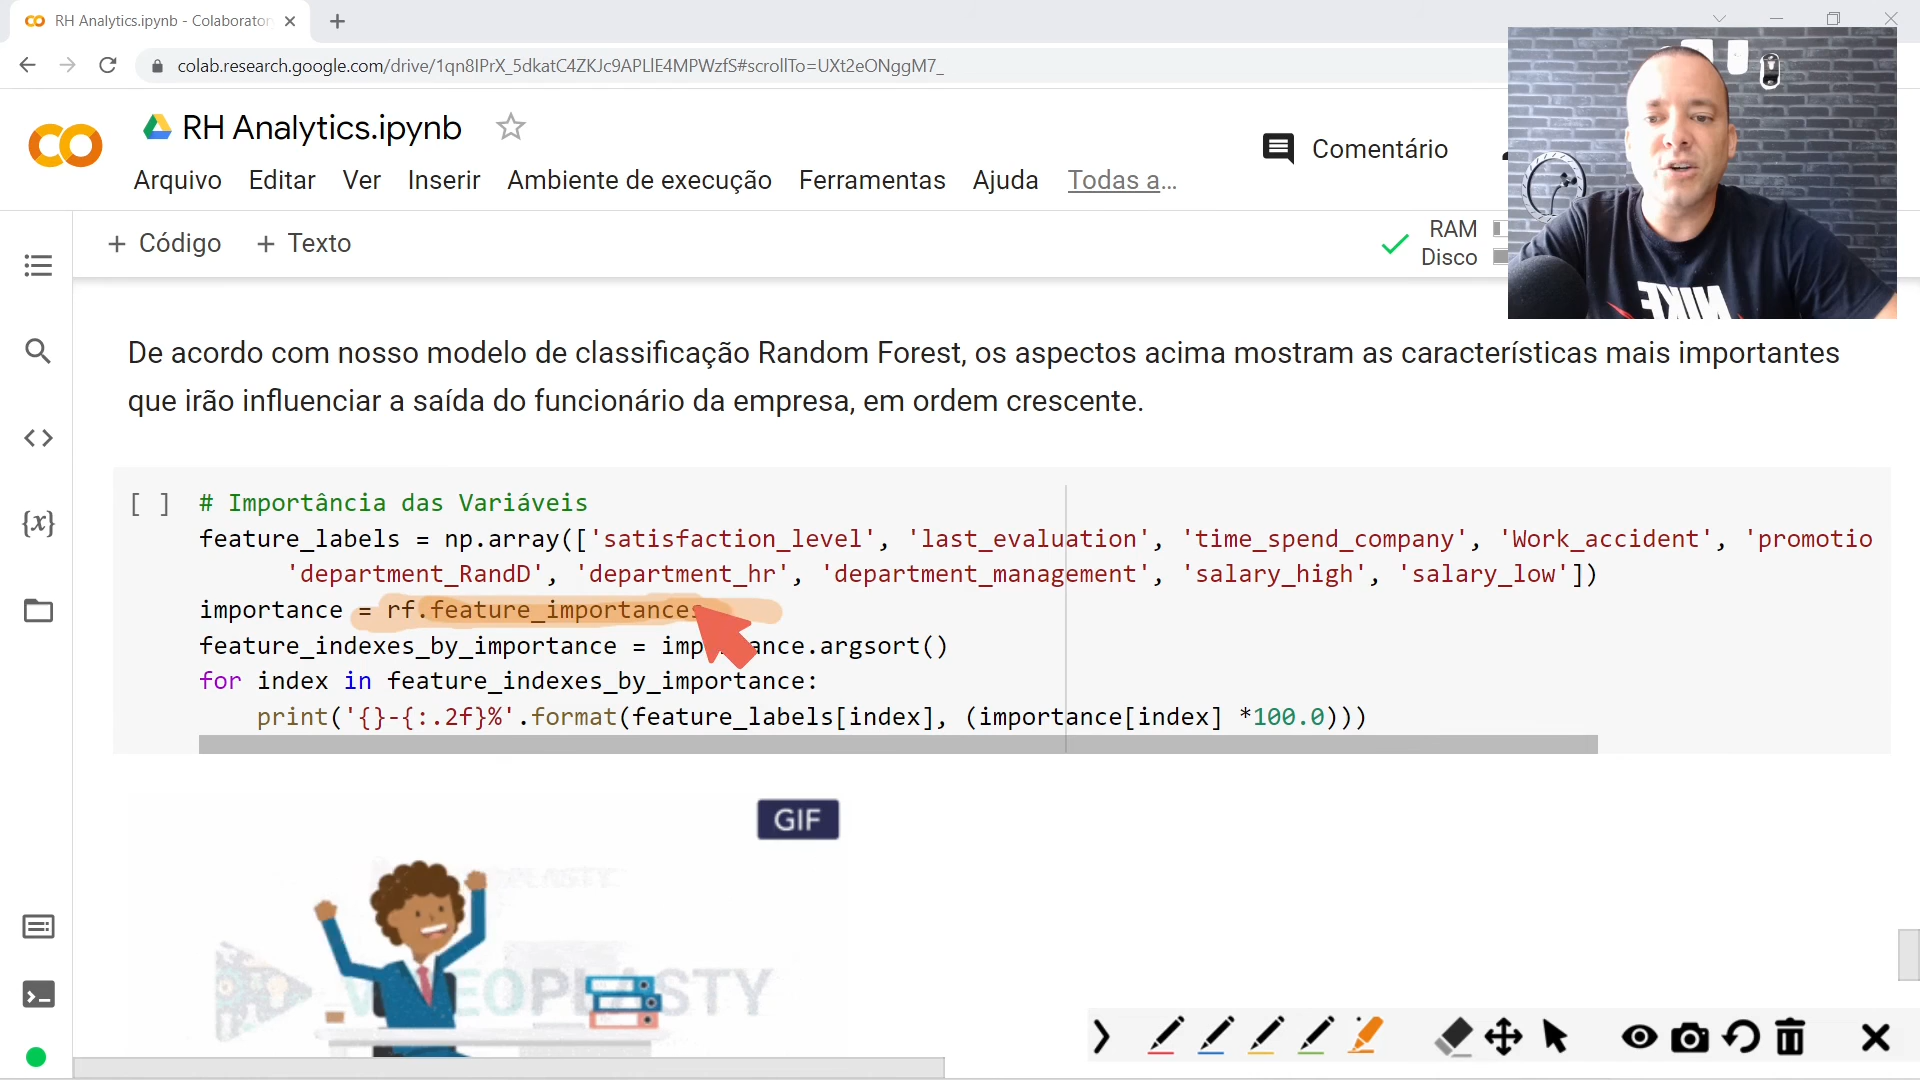 RH Analytics.ipynb - Colaborator
colab.research.google.com/drive/1qn8IPrX_5dkatC4ZKJc9APLlE4MPWzfS#scrollTo=UXt2eONggM7_
RH Analytics.ipynb
Comentário
Arquivo Editar Ver Inserir Ambiente de execução Ferramentas Ajuda Todas a...
+ Código + Texto
RAM
Disco
NIKE
De acordo com nosso modelo de classificação Random Forest, os aspectos acima mostram as características mais importantes
que irão influenciar a saída do funcionário da empresa, em ordem crescente.
[ ] # Importância das Variáveis
feature_labels = np.array(['satisfaction_level', 'last_evaluation', 'time_spend_company', 'Work_accident', 'promotio
'department_RandD', 'department_hr', 'department_management', 'salary_high', 'salary_low'])
importance = rf.feature_importances
feature_indexes_by_importance = importance.argsort()
for index in feature_indexes_by_importance:
print('{}-{:.2f}%'.format(feature_labels[index], (importance[index] *100.0)))
GIF
VIDEOPLASTY